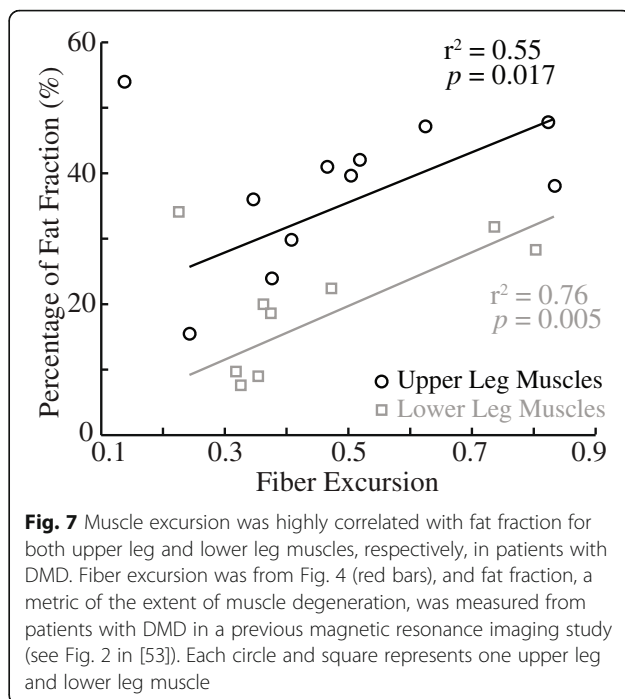 60
r² = 0.55
p = 0.017
Percentage of Fat Fraction (%)
40
20
r² = 0.76
p = 0.005
Upper Leg Muscles
Lower Leg Muscles
0
0.1 0.3 0.5 0.7 0.9
Fiber Excursion
Fig. 7 Muscle excursion was highly correlated with fat fraction for
both upper leg and lower leg muscles, respectively, in patients with
DMD. Fiber excursion was from Fig. 4 (red bars), and fat fraction, a
metric of the extent of muscle degeneration, was measured from
patients with DMD in a previous magnetic resonance imaging study
(see Fig. 2 in [53]). Each circle and square represents one upper leg
and lower leg muscle